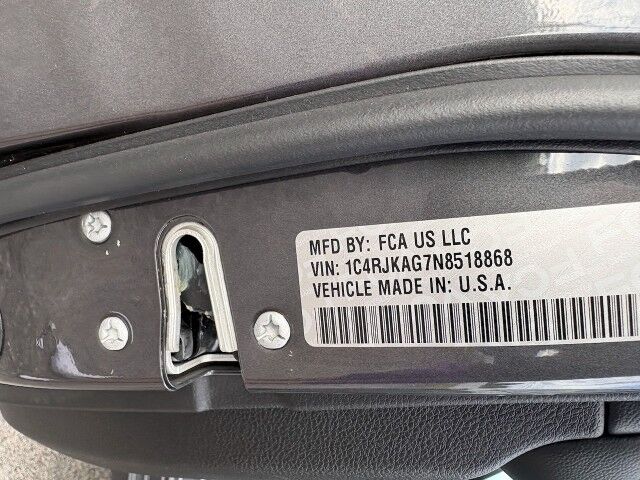 MFD BY: FCA US LLC
VIN: 1C4RJKAG7N8518868
VEHICLE MADE IN: U.S.A.